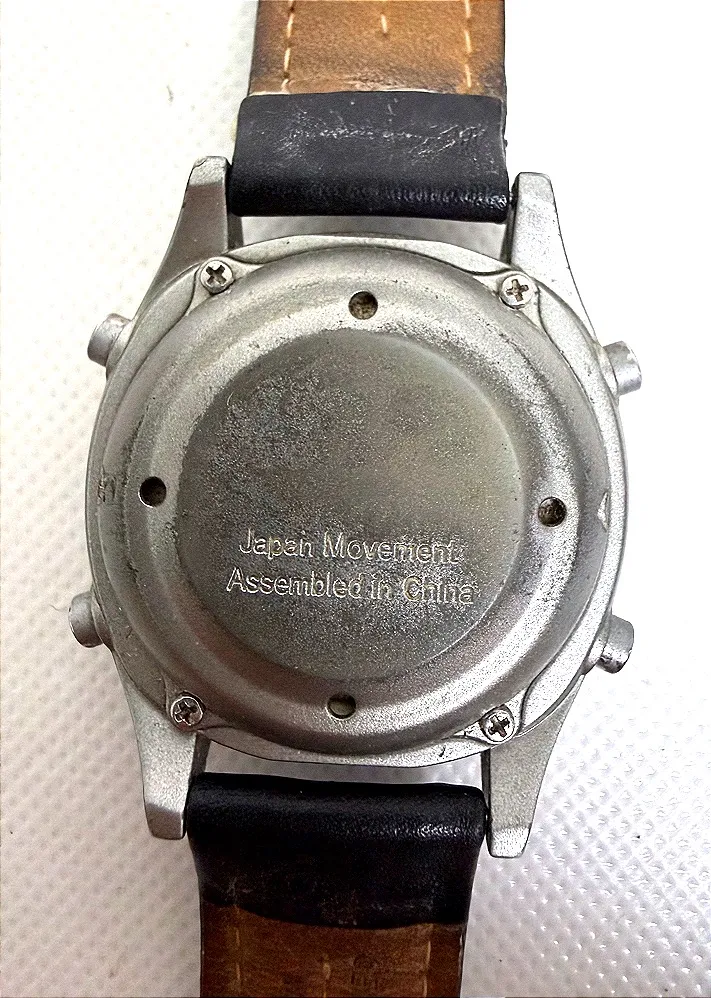 Japan Movement
Assembled in China